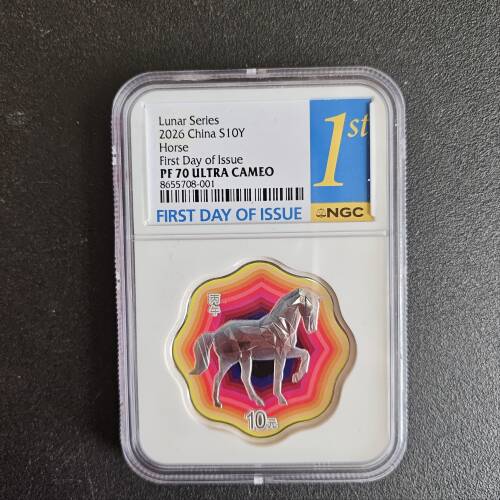 Lunar Series
2026 China S10Y
Horse
First Day of Issue
PF 70 ULTRA CAMEO
8655708-001
FIRST DAY OF ISSUE
1st
NGC
丙午
10元